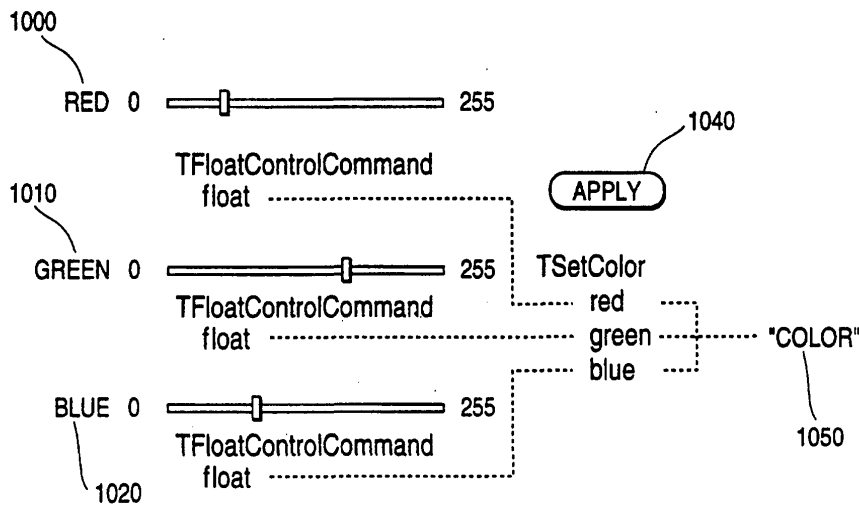 1000
RED 0 255
TFloatControlCommand
float
1040
APPLY
1010
GREEN 0 255
TFloatControlCommand
float
TSetColor
red
green
blue
"COLOR"
1050
BLUE 0 255
TFloatControlCommand
float
1020